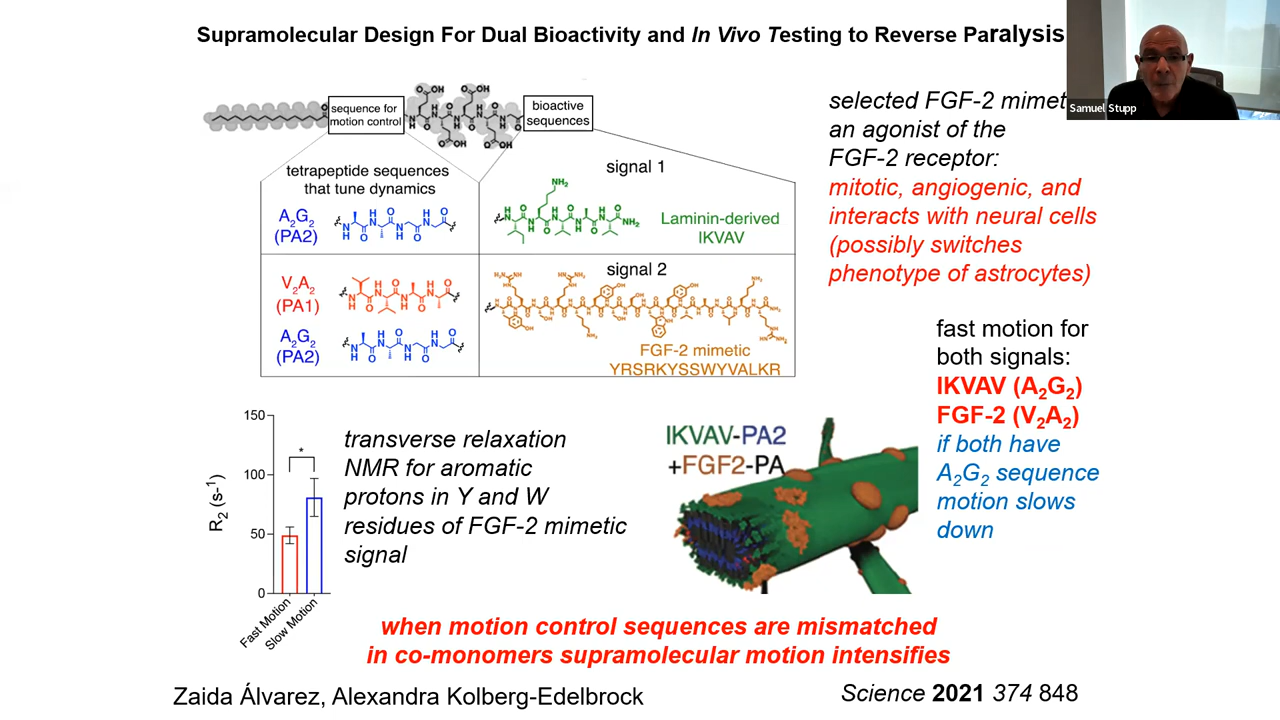 Supramolecular Design For Dual Bioactivity and In Vivo Testing to Reverse Paralysis
Samuel Stupp
sequence for
motion control
bioactive
sequences
tetrapeptide sequences
that tune dynamics
signal 1
A2G2
(PA2)
Laminin-derived
IKVAV
V2A2
(PA1)
A2G2
(PA2)
signal 2
FGF-2 mimetic
YRSRKYSSWYVALKR
selected FGF-2
an agonist of the
FGF-2 receptor:
mitotic, angiogenic, and
interacts with neural cells
(possibly switches
phenotype of astrocytes)
fast motion for
both signals:
IKVAV (A2G2)
FGF-2 (V2A2)
if both have
A2G2 sequence
motion slows
down
150
100
50
0
R2 (s-1)
*
Fast Motion
Slow Motion
transverse relaxation
NMR for aromatic
protons in Y and W
residues of FGF-2 mimetic
signal
IKVAV-PA2
+FGF2-PA
when motion control sequences are mismatched
in co-monomers supramolecular motion intensifies
Zaida Álvarez, Alexandra Kolberg-Edelbrock
Science 2021 374 848